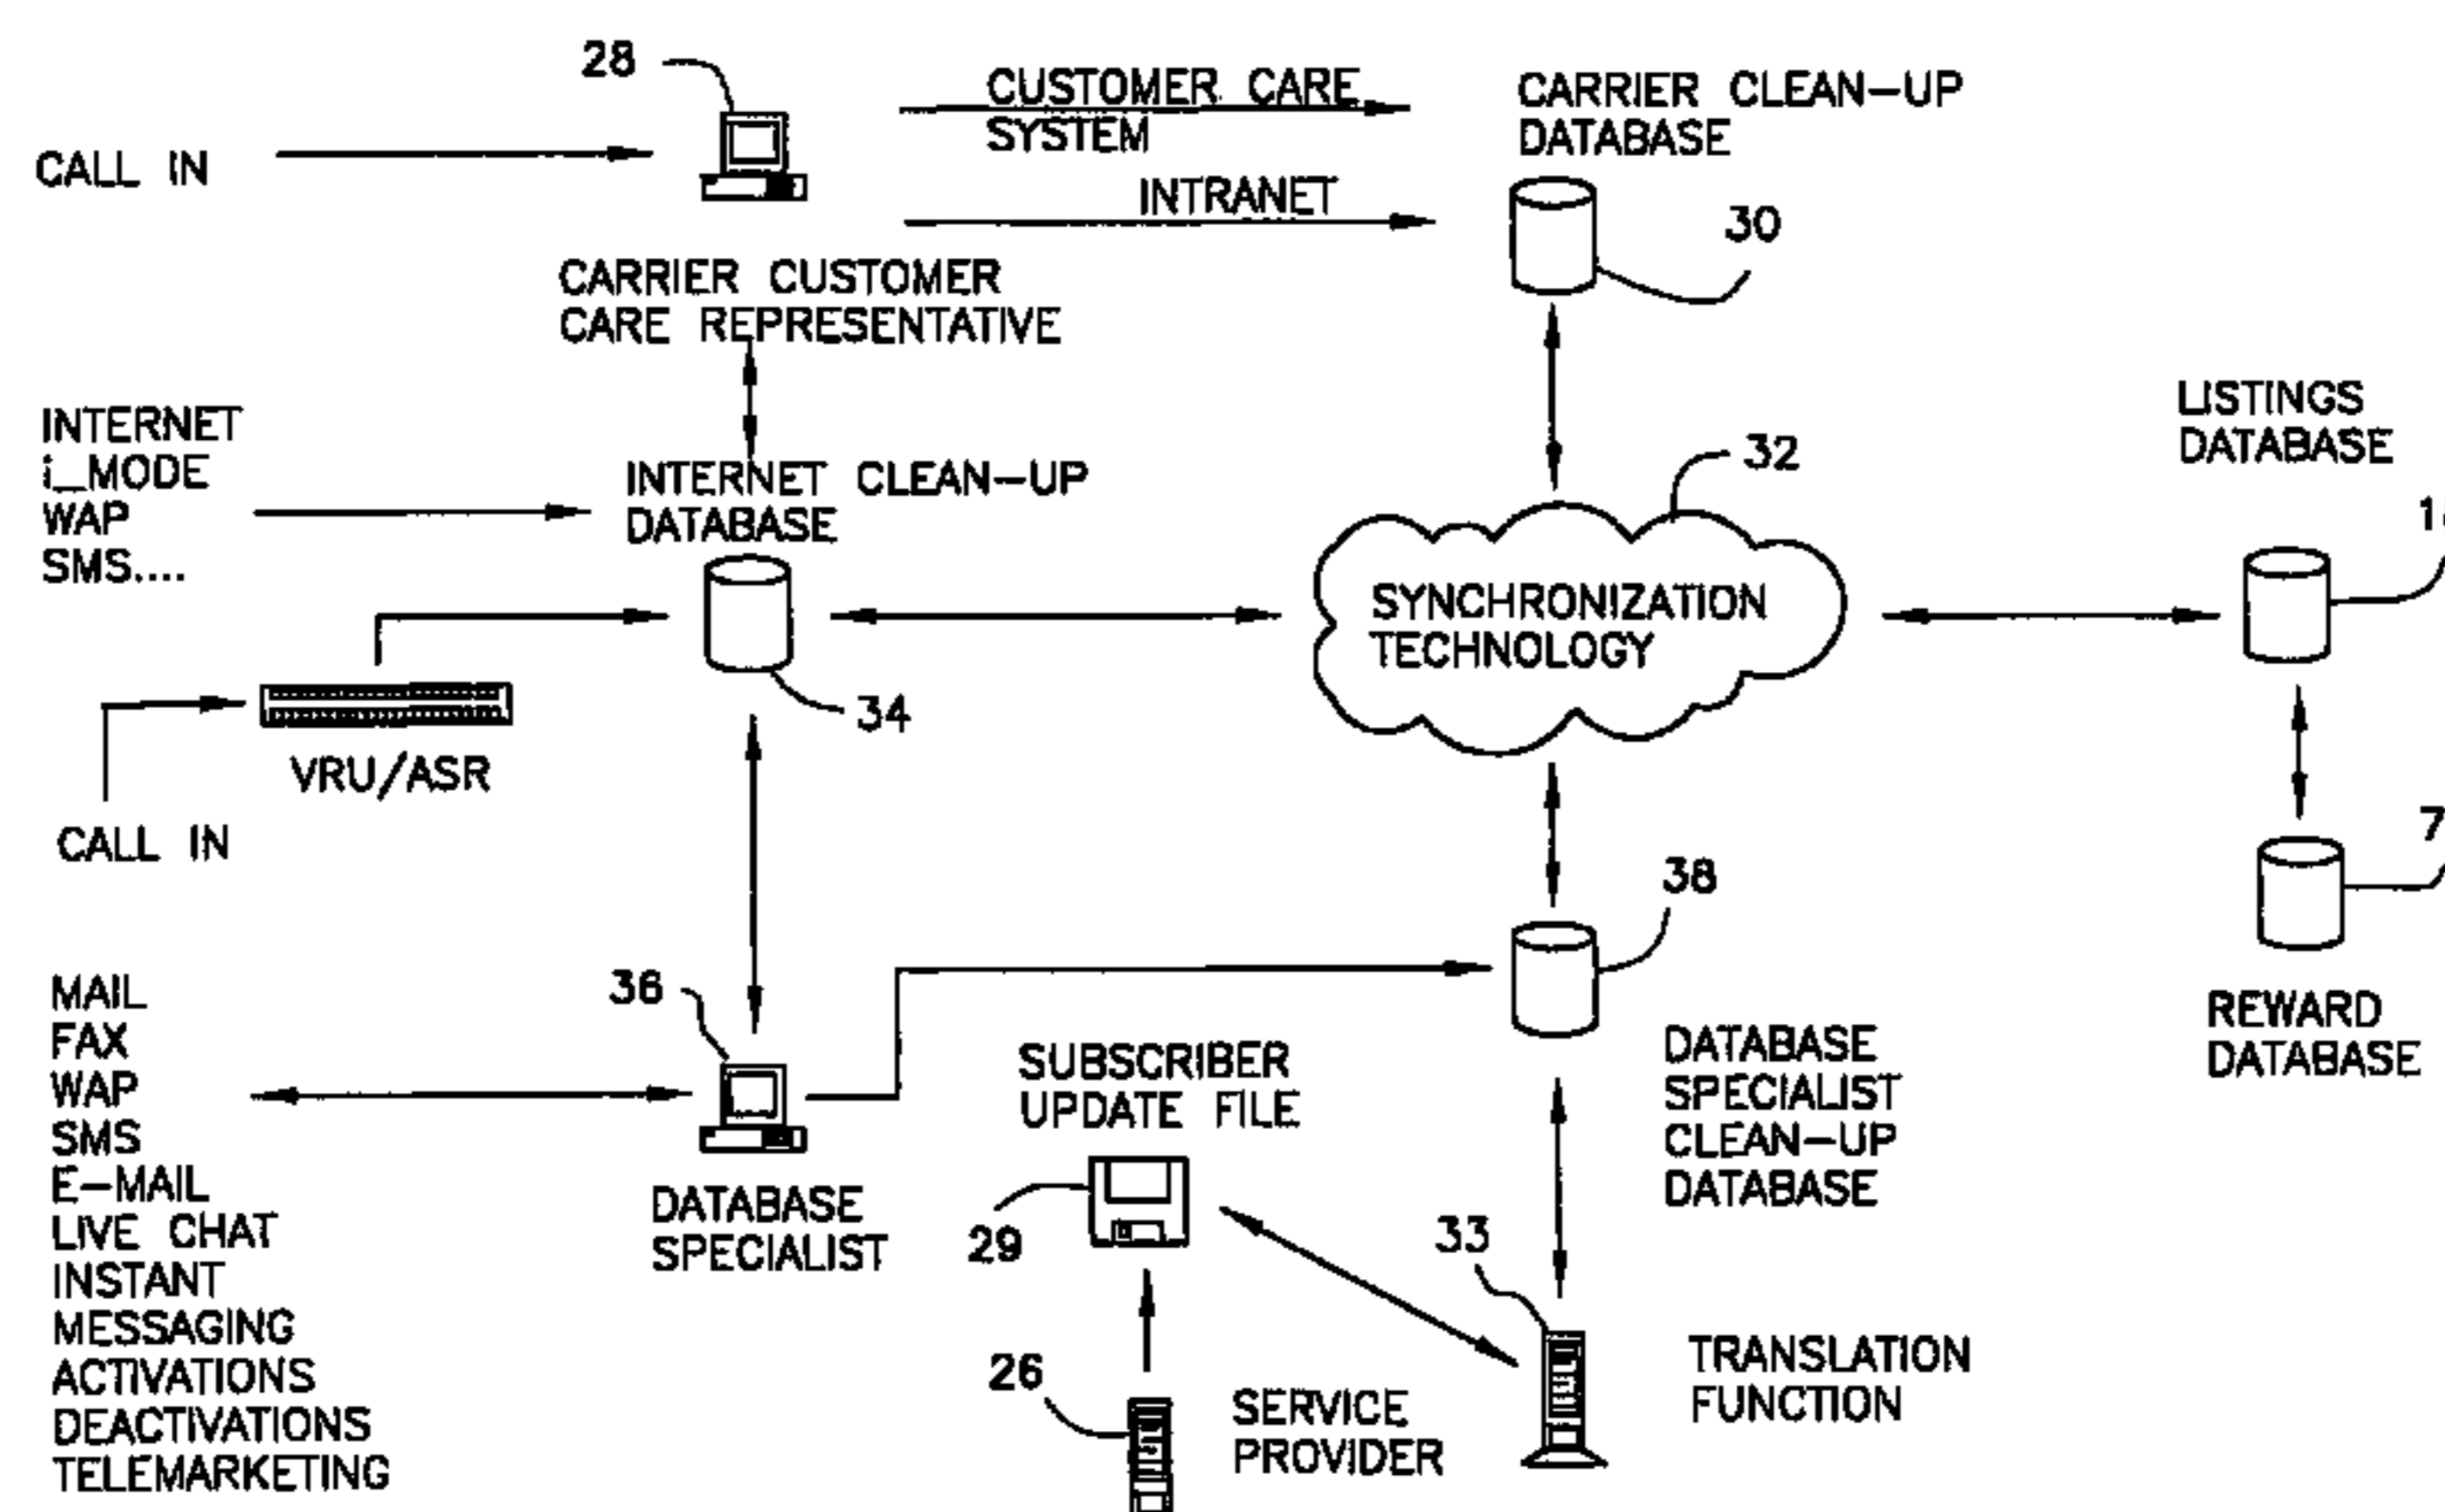 28
CUSTOMER CARE
SYSTEM
CARRIER CLEAN-UP
DATABASE
CALL IN
INTRANET
30
CARRIER CUSTOMER
CARE REPRESENTATIVE
INTERNET
i_MODE
WAP
SMS....
INTERNET CLEAN-UP
DATABASE
32
LISTINGS
DATABASE
SYNCHRONIZATION
TECHNOLOGY
34
VRU/ASR
CALL IN
7
38
36
MAIL
FAX
WAP
SMS
E-MAIL
LIVE CHAT
INSTANT
MESSAGING
ACTIVATIONS
DEACTIVATIONS
TELEMARKETING
DATABASE
SPECIALIST
SUBSCRIBER
UPDATE FILE
29
DATABASE
SPECIALIST
CLEAN-UP
DATABASE
REWARD
DATABASE
33
26
SERVICE
PROVIDER
TRANSLATION
FUNCTION